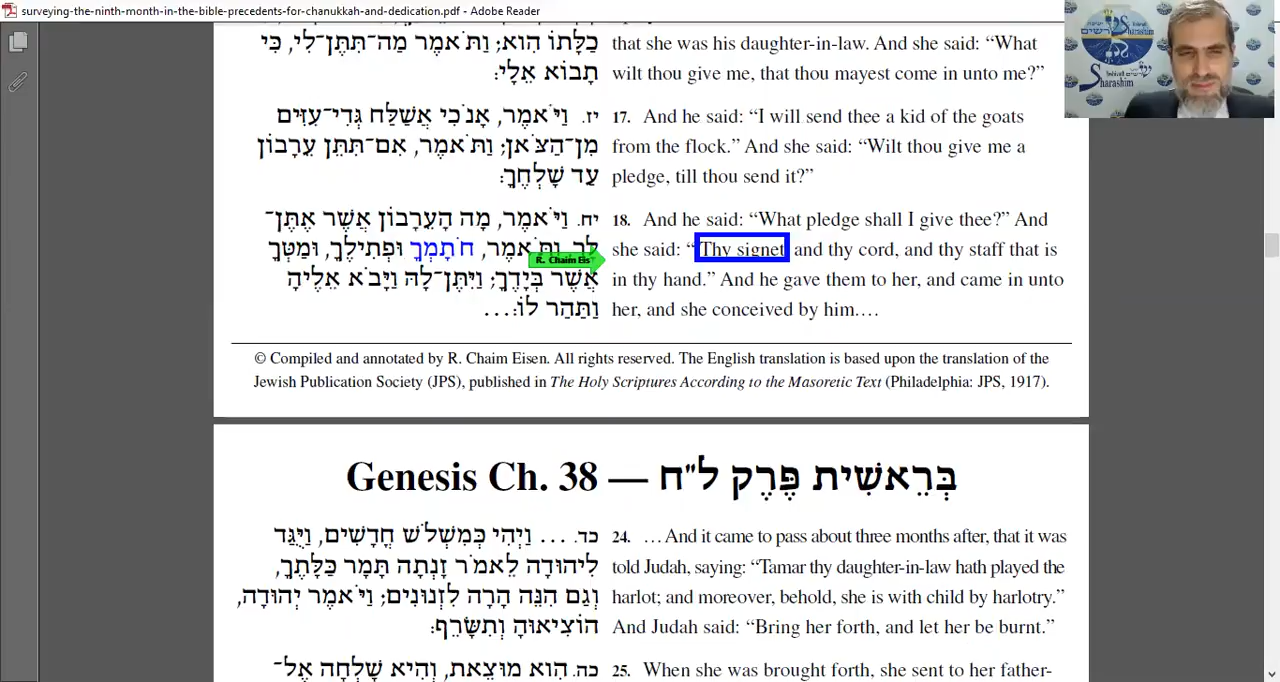 surveying-the-ninth-month-in-the-bible-precedents-for-chanukkah-and-dedication.pdf - Adobe Reader
כַלָּתוֹ הִוא; וַתֹּאמֶר מַה־תִּתֶּן־לִי, כִּי
תָבוֹא אֵלָי:
that she was his daughter-in-law. And she said: “What
wilt thou give me, that thou mayest come in unto me?”
יז. וַיֹּאמֶר, אָנֹכִי אֲשַׁלַּח גְּדִי־עִזִּים
מִן־הַצֹּאן; וַתֹּאמֶר, אִם־תִּתֵּן עֵרָבוֹן
עַד שָׁלְחֶךָ:
17. And he said: “I will send thee a kid of the goats
from the flock.” And she said: “Wilt thou give me a
pledge, till thou send it?”
יח. וַיֹּאמֶר, מָה הָעֵרָבוֹן אֲשֶׁר אֶתֶּן־
לָּךְ, וַתֹּאמֶר, חֹתָמְךָ וּפְתִילֶךָ, וּמַטְּךָ
אֲשֶׁר בְּיָדֶךָ; וַיִּתֶּן־לָהּ וַיָּבֹא אֵלֶיהָ
וַתַּהַר לוֹ:…
18. And he said: “What pledge shall I give thee?” And
she said: “Thy signet and thy cord, and thy staff that is
in thy hand.” And he gave them to her, and came in unto
her, and she conceived by him….
R. Chaim Eis
© Compiled and annotated by R. Chaim Eisen. All rights reserved. The English translation is based upon the translation of the
Jewish Publication Society (JPS), published in The Holy Scriptures According to the Masoretic Text (Philadelphia: JPS, 1917).
Genesis Ch. 38 — בְּרֵאשִׁית פֶּרֶק ל"ח
כד. … וַיְהִי כְּמִשְׁלֹשׁ חֳדָשִׁים, וַיֻּגַּד
לִיהוּדָה לֵאמֹר זָנְתָה תָּמָר כַּלָּתֶךָ,
וְגַם הִנֵּה הָרָה לִזְנוּנִים; וַיֹּאמֶר יְהוּדָה,
הוֹצִיאוּהָ וְתִשָּׂרֵף:
24. …And it came to pass about three months after, that it was
told Judah, saying: “Tamar thy daughter-in-law hath played the
harlot; and moreover, behold, she is with child by harlotry.”
And Judah said: “Bring her forth, and let her be burnt.”
כה. הִוא מוּצֵאת, וְהִיא שָׁלְחָה אֶל־
25. When she was brought forth, she sent to her father-
Sharashim